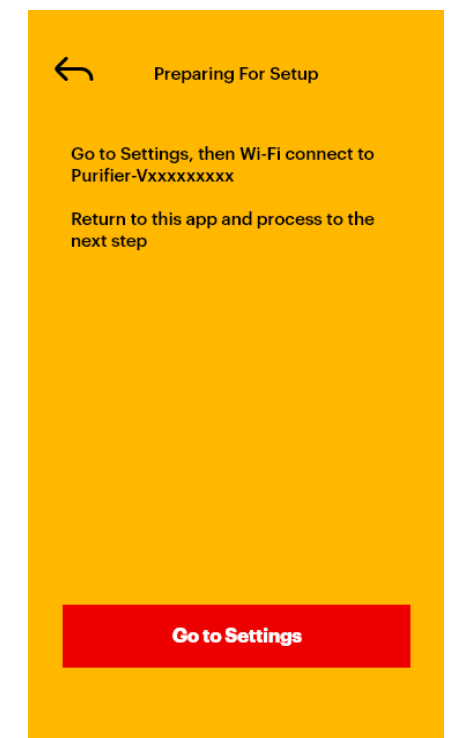 Preparing For Setup
Go to Settings, then Wi-Fi connect to
Purifier-Vxxxxxxxxx
Return to this app and process to the
next step
Go to Settings